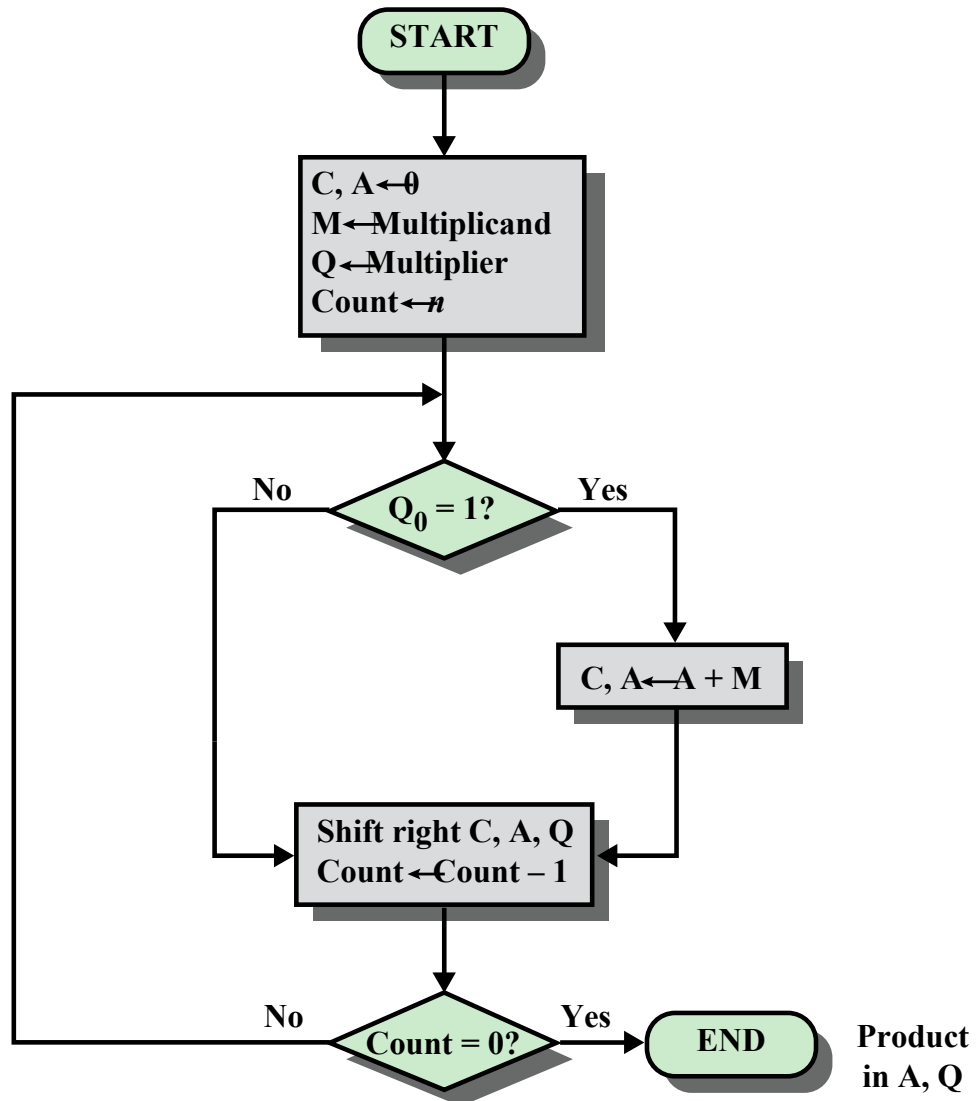 START
C, A ← 0
M ← Multiplicand
Q ← Multiplier
Count ← n
No
Q₀ = 1?
Yes
C, A ← A + M
Shift right C, A, Q
Count ← Count – 1
No
Count = 0?
Yes
END
Product
in A, Q